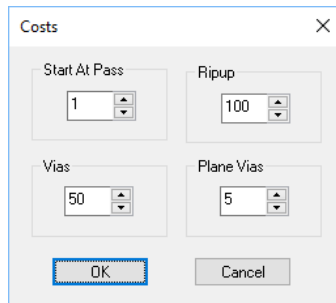 Costs
Start At Pass
1
Ripup
100
Vias
50
Plane Vias
5
OK
Cancel